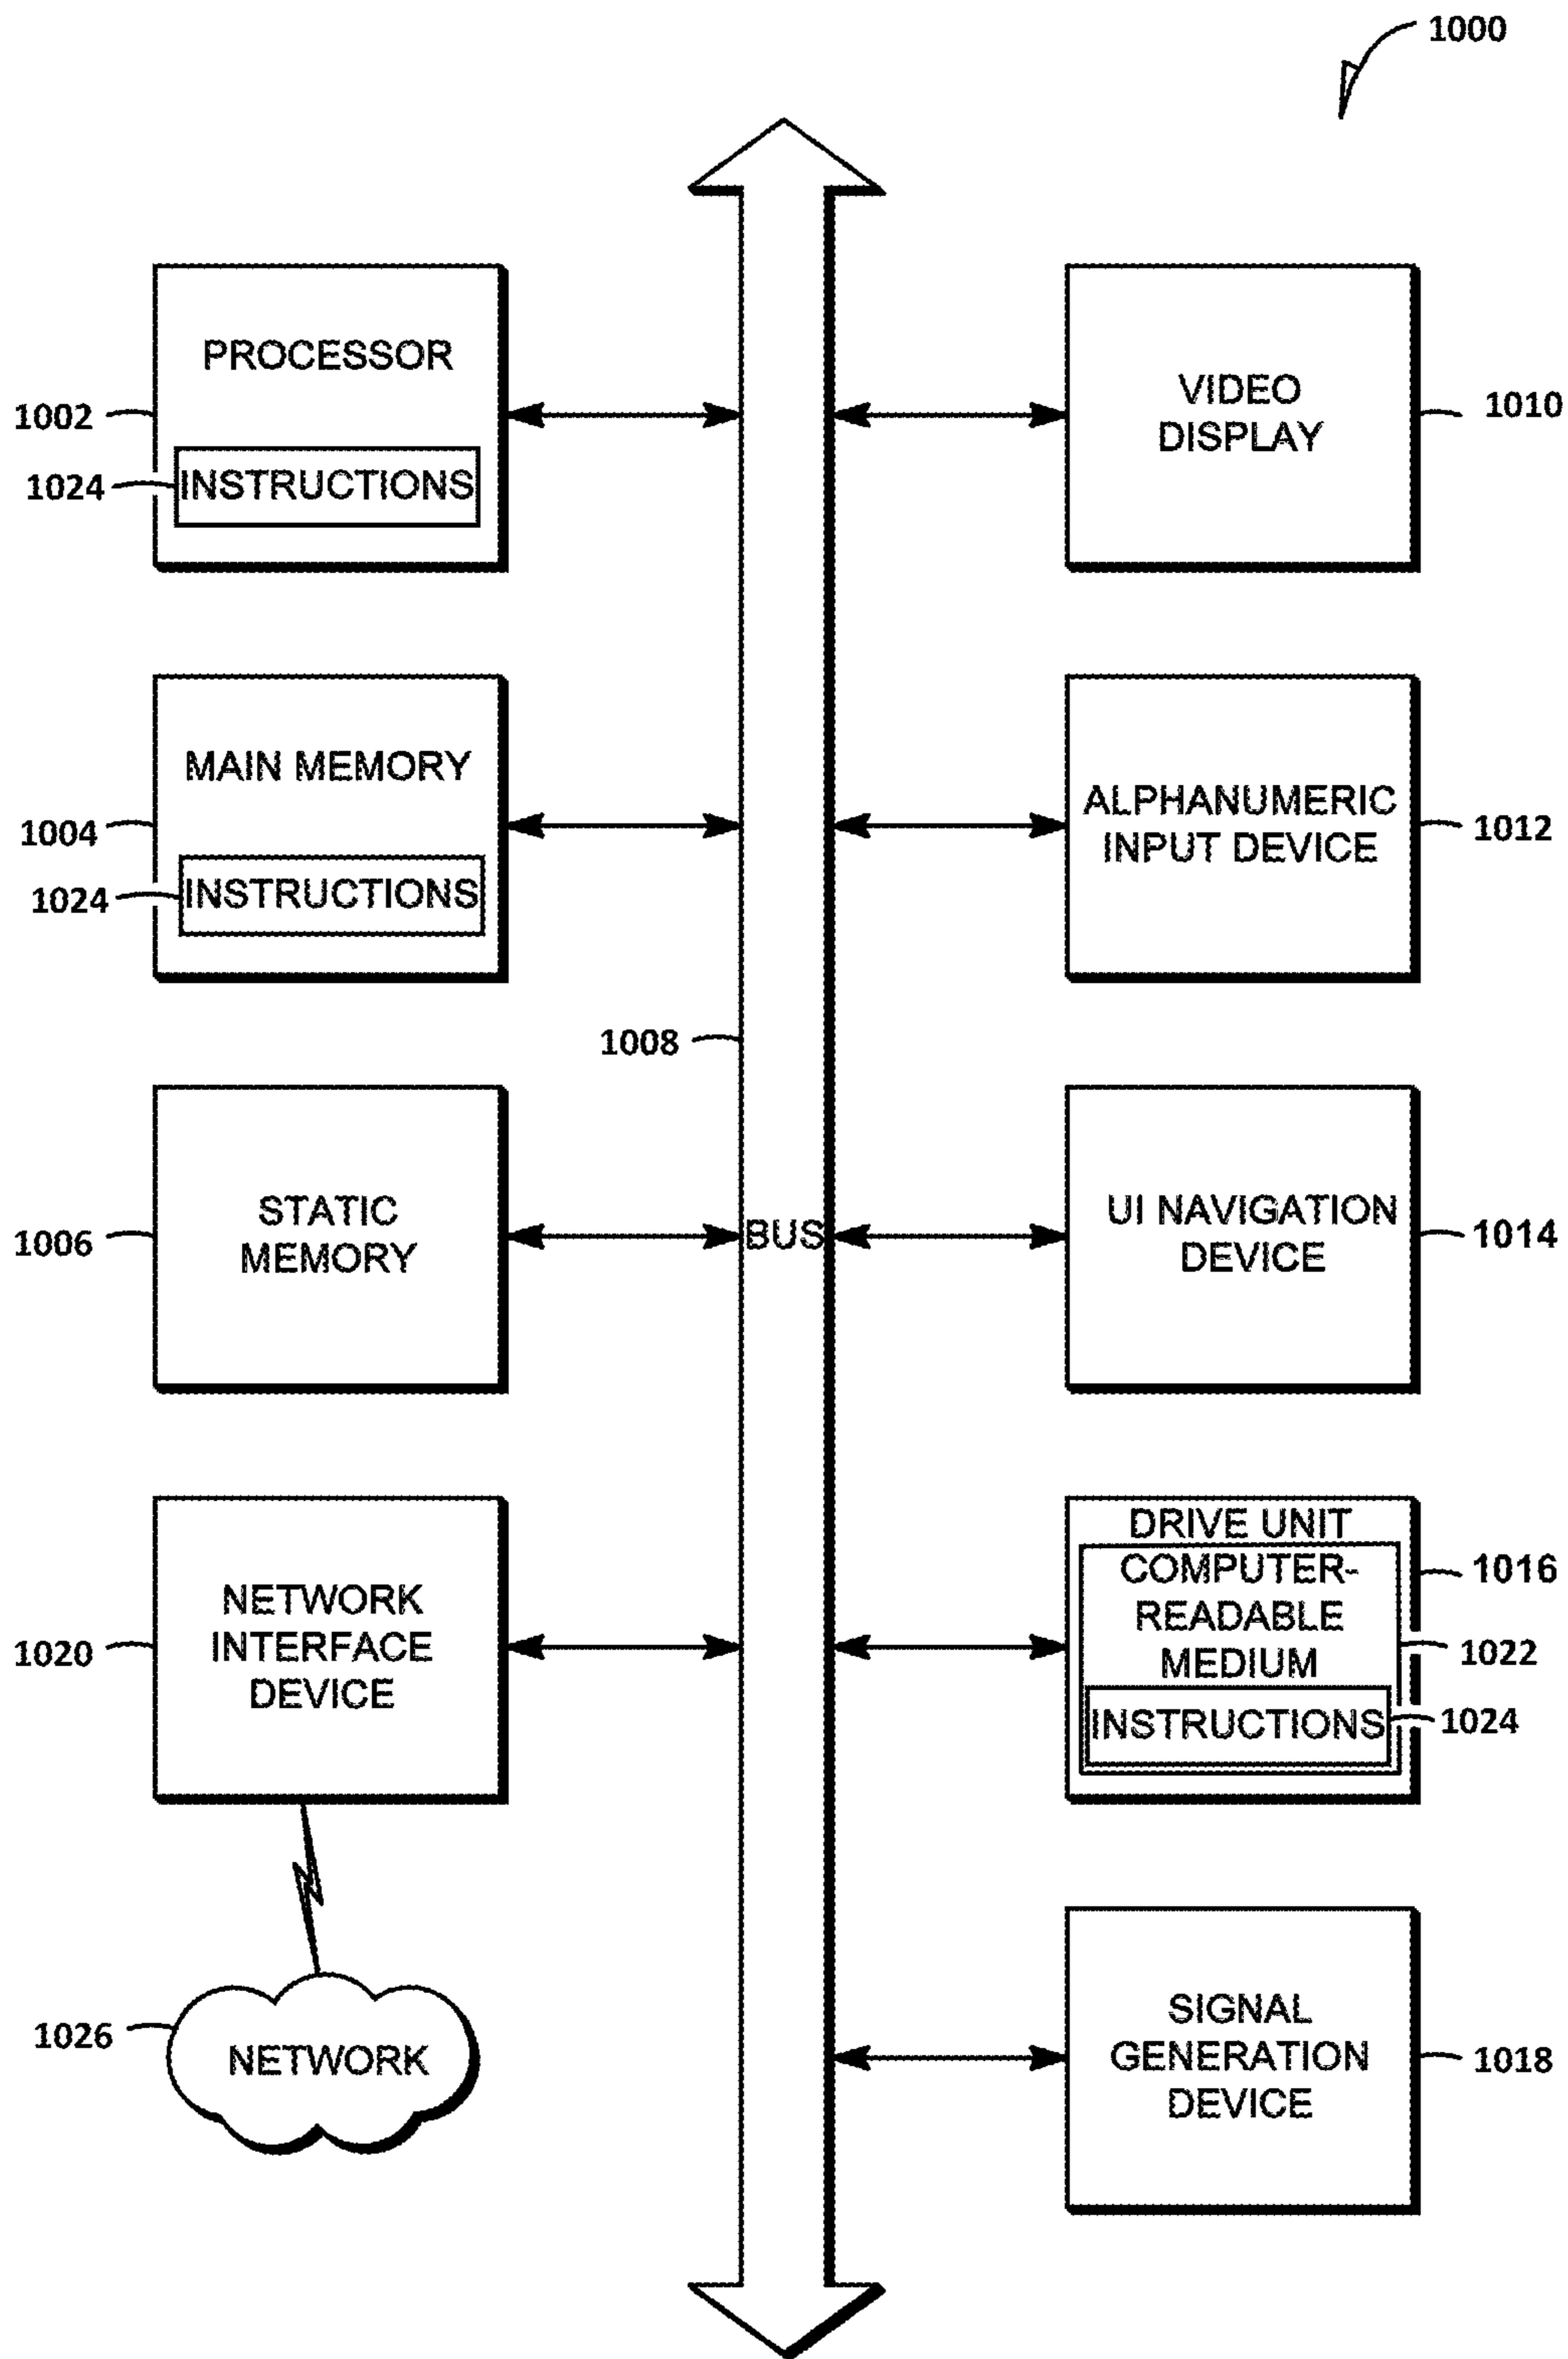 1000
PROCESSOR
1002
1024
INSTRUCTIONS
VIDEO
DISPLAY
1010
MAIN MEMORY
1004
1024
INSTRUCTIONS
ALPHANUMERIC
INPUT DEVICE
1012
1008
STATIC
MEMORY
1006
BUS
UI NAVIGATION
DEVICE
1014
NETWORK
INTERFACE
DEVICE
1020
DRIVE UNIT
COMPUTER-
READABLE
MEDIUM
INSTRUCTIONS
1016
1022
1024
1026
NETWORK
SIGNAL
GENERATION
DEVICE
1018